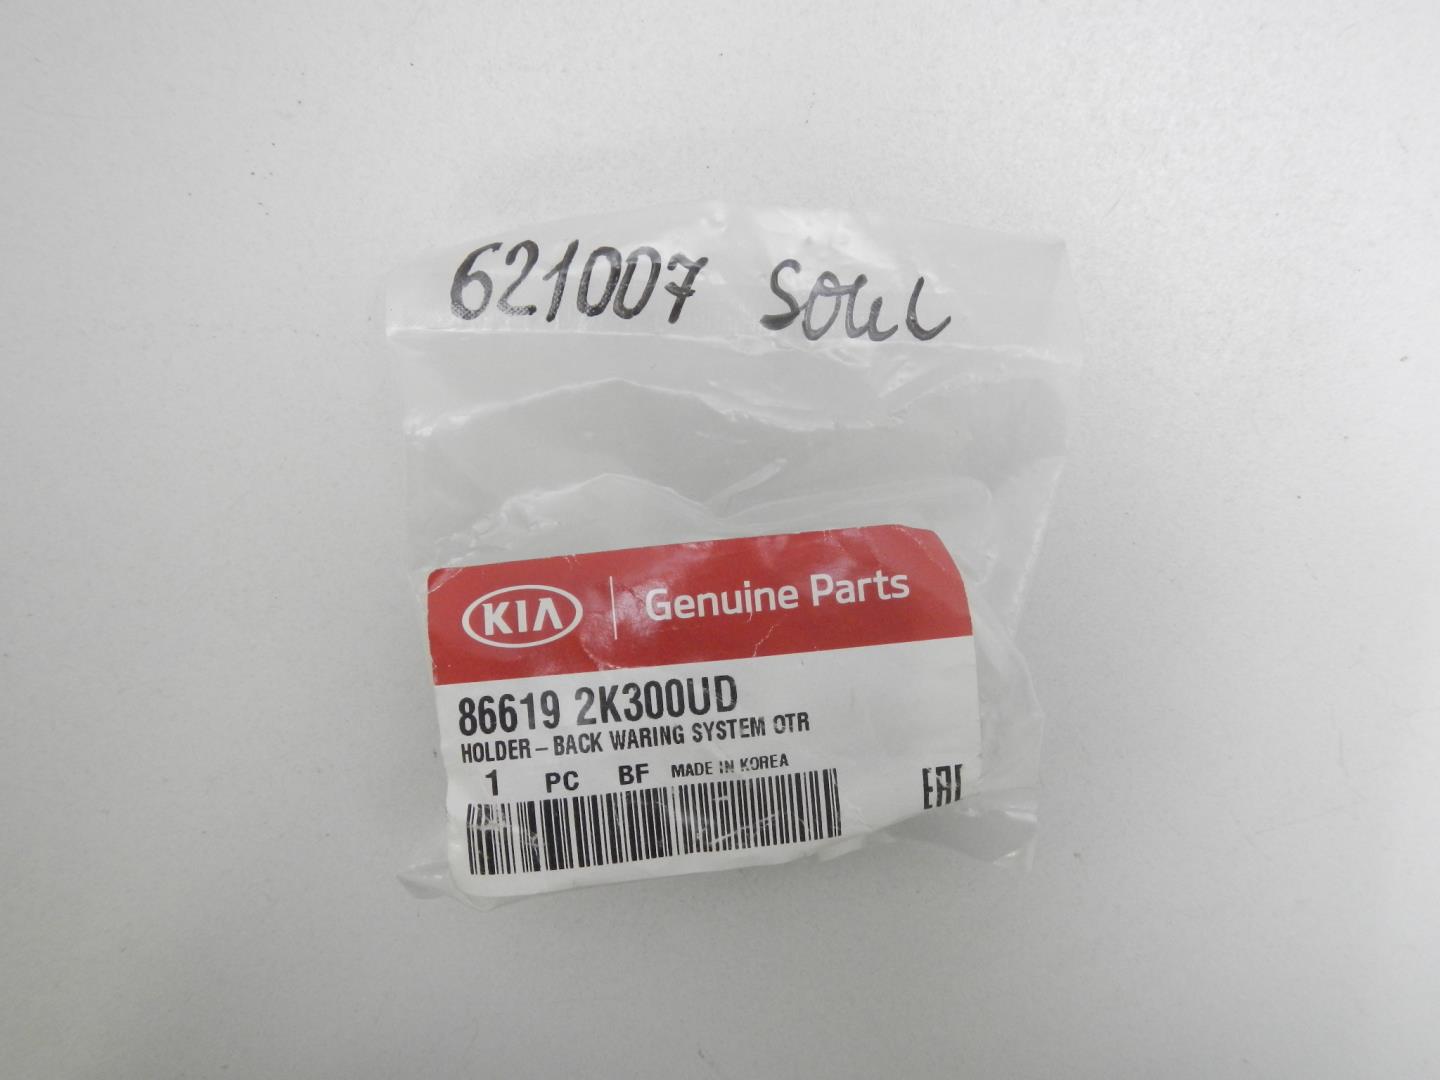 621007 SOUL
KIA Genuine Parts
86619 2K300UD
HOLDER-BACK WARING SYSTEM OTR
1 PC BF MADE IN KOREA
EAC